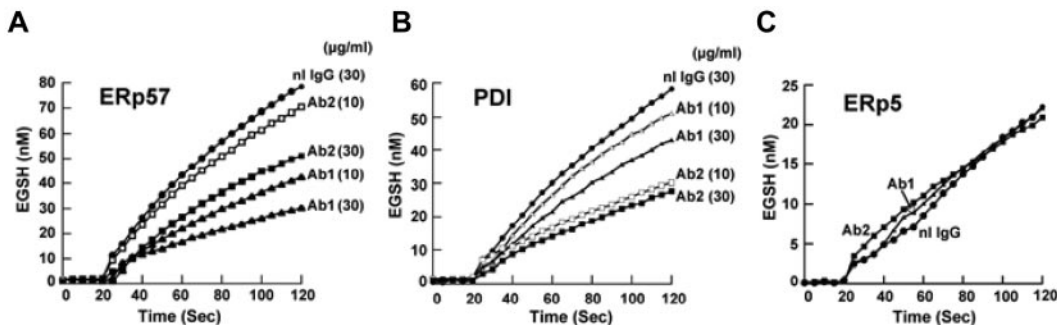 A
ERp57
(µg/ml)
nl IgG (30)
Ab2 (10)
Ab2 (30)
Ab1 (10)
Ab1 (30)
EGSH (nM)
80
70
60
50
40
30
20
10
0
0 20 40 60 80 100 120
Time (Sec)
B
PDI
(µg/ml)
nl IgG (30)
Ab1 (10)
Ab1 (30)
Ab2 (10)
Ab2 (30)
EGSH (nM)
60
50
40
30
20
10
0
0 20 40 60 80 100 120
Time (Sec)
C
ERp5
Ab1
Ab2
nl IgG
EGSH (nM)
25
20
15
10
5
0
0 20 40 60 80 100 120
Time (Sec)